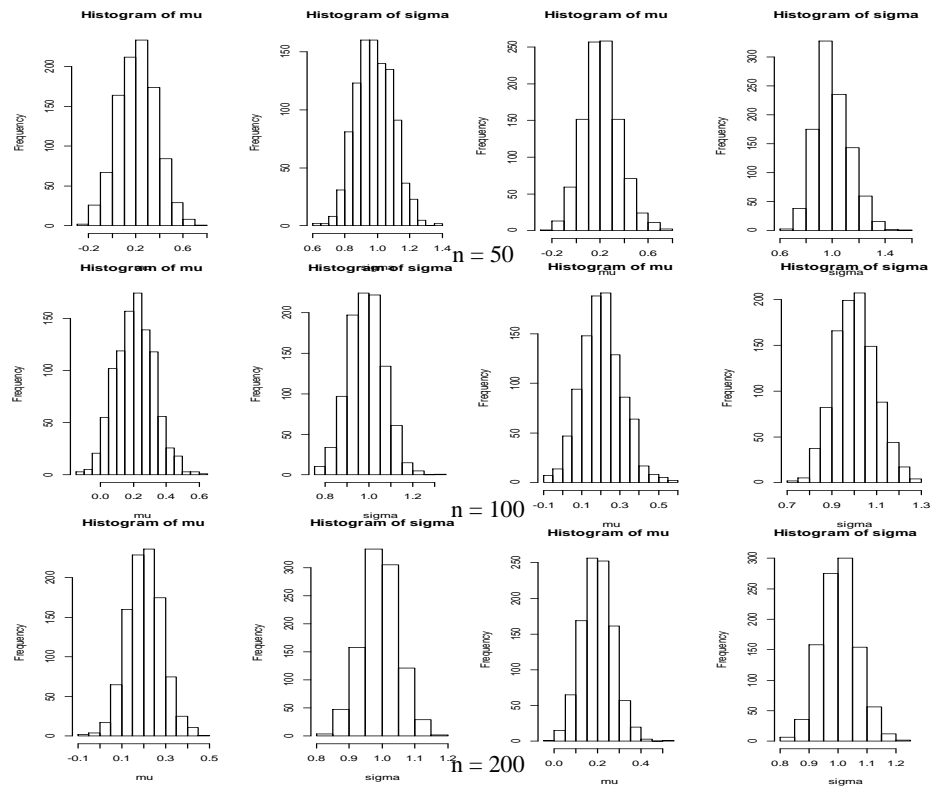 Histogram of mu
Histogram of sigma
Histogram of mu
Histogram of sigma
Frequency
0 50 100 150 200
-0.2 0.2 0.6
Frequency
0 50 100 150
0.6 0.8 1.0 1.2 1.4
sigma
Frequency
0 50 100 150 200 250
-0.2 0.2 0.6
mu
Frequency
0 50 100 150 200 250 300
0.6 1.0 1.4
sigma
n = 50
Histogram of mu
Histogram of sigma
Histogram of mu
Histogram of sigma
Frequency
0 50 100 150
0.0 0.2 0.4 0.6
mu
Frequency
0 50 100 150 200
0.8 1.0 1.2
sigma
Frequency
0 50 100 150
-0.1 0.1 0.3 0.5
mu
Frequency
0 50 100 150 200
0.7 0.9 1.1 1.3
sigma
n = 100
Histogram of mu
Histogram of sigma
Histogram of mu
Histogram of sigma
Frequency
0 50 100 150 200
-0.1 0.1 0.3 0.5
mu
Frequency
0 50 100 150 200 250 300
0.8 0.9 1.0 1.1 1.2
sigma
Frequency
0 50 100 150 200 250
0.0 0.2 0.4
mu
Frequency
0 50 100 150 200 250 300
0.8 0.9 1.0 1.1 1.2
sigma
n = 200